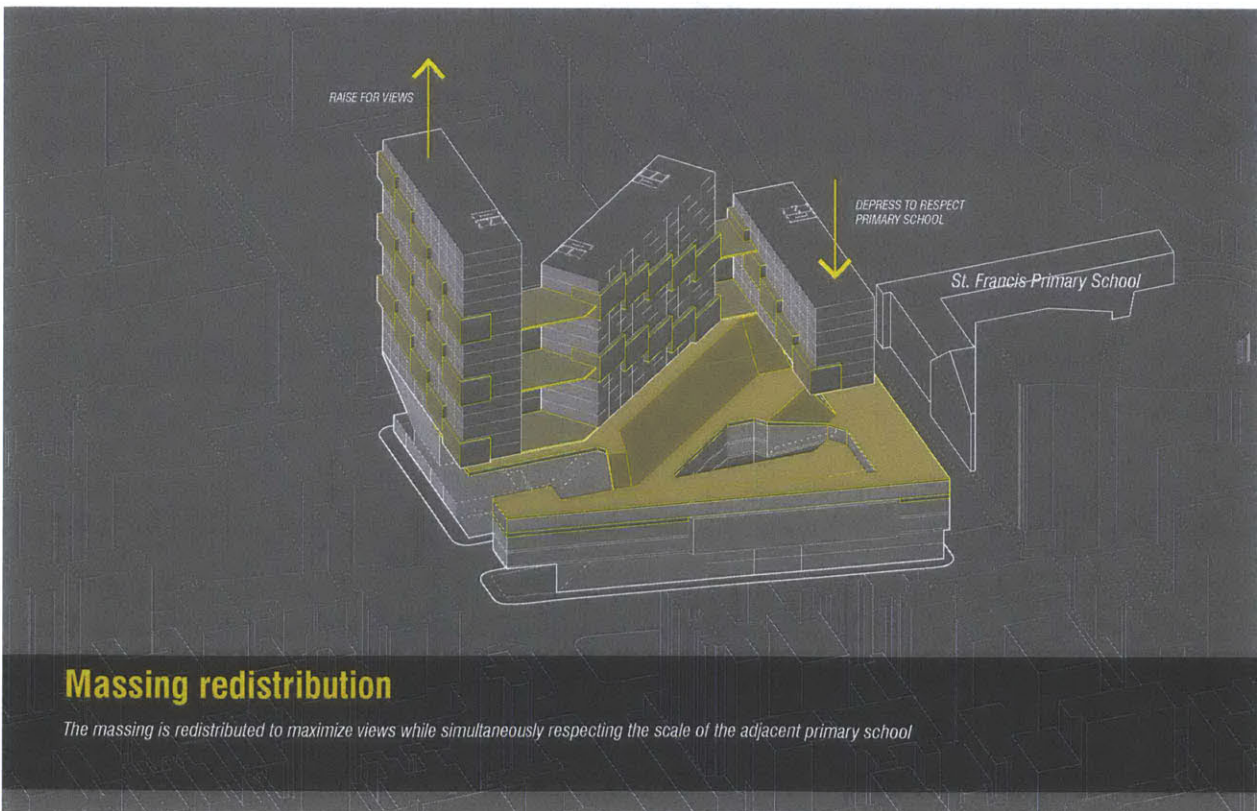 RAISE FOR VIEWS
DEPRESS TO RESPECT
PRIMARY SCHOOL
St. Francis Primary School
Massing redistribution
The massing is redistributed to maximize views while simultaneously respecting the scale of the adjacent primary school